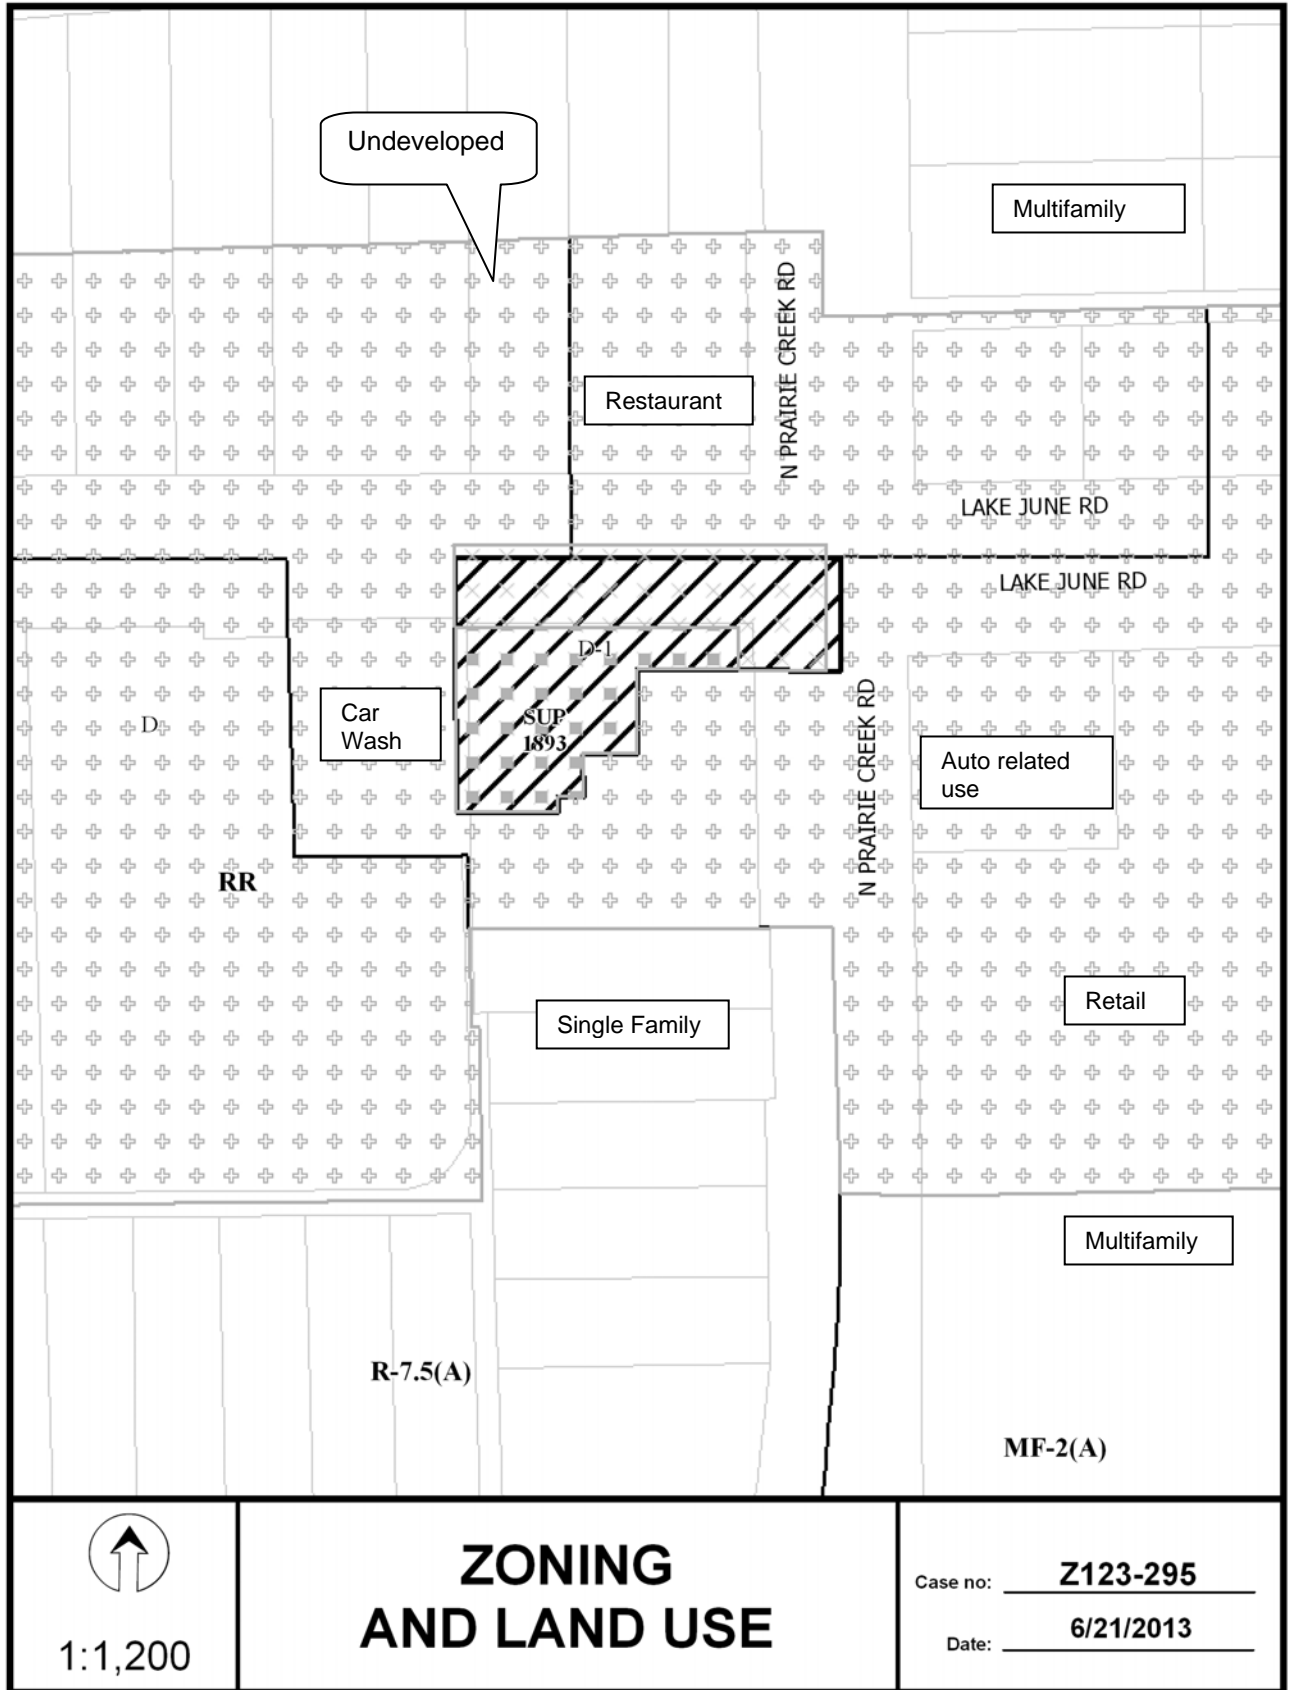 Undeveloped
Multifamily
N PRAIRIE CREEK RD
Restaurant
LAKE JUNE RD
LAKE JUNE RD
D-1
SUP
1893
D
Car
Wash
N PRAIRIE CREEK RD
Auto related
use
RR
Retail
Single Family
Multifamily
R-7.5(A)
MF-2(A)
1:1,200
ZONING
AND LAND USE
Case no: Z123-295
Date: 6/21/2013